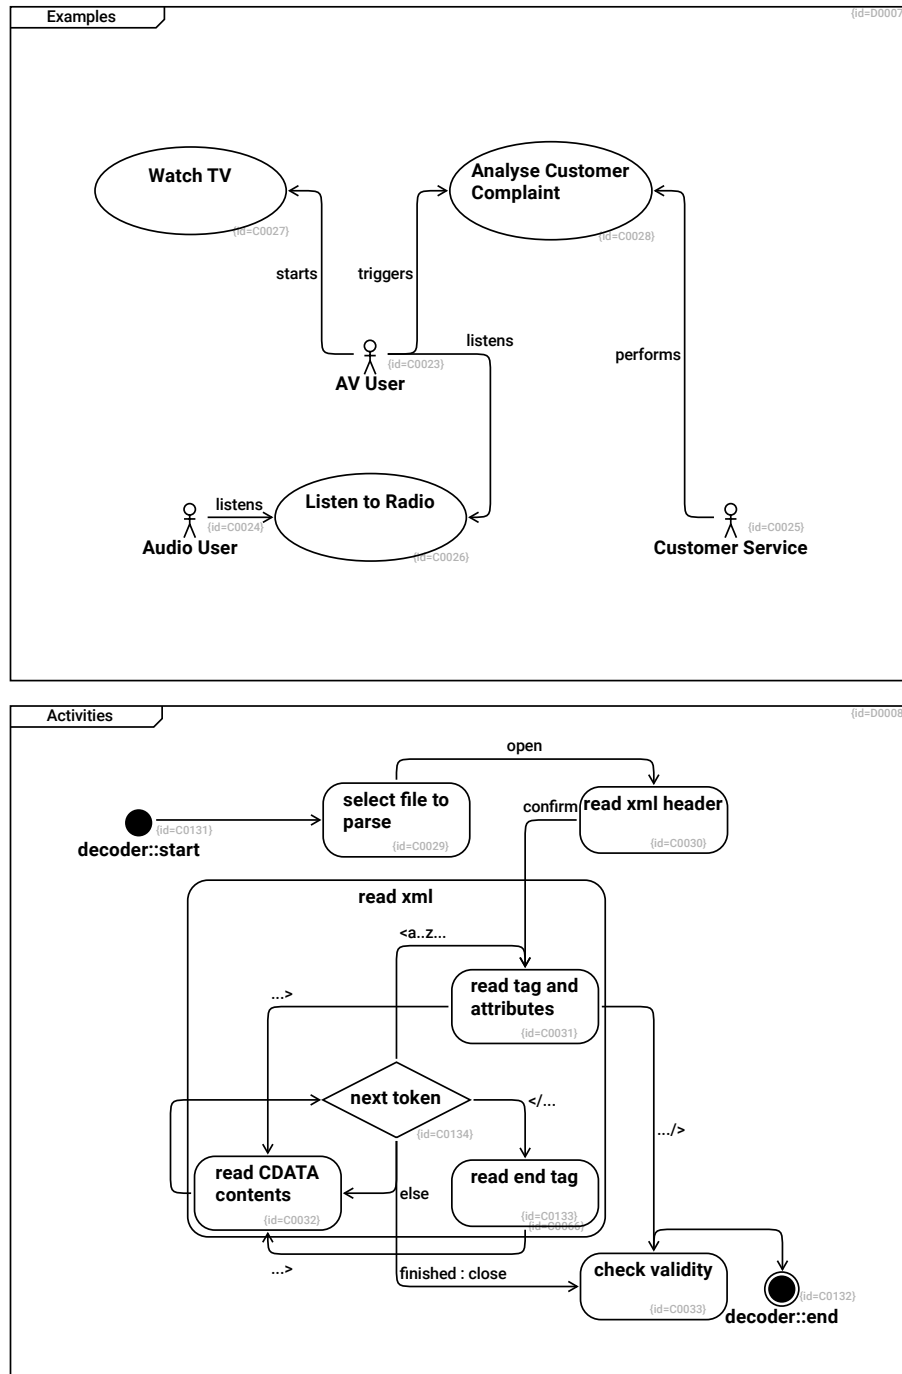 Examples
{id=D0007
Watch TV
{id=C0027}
Analyse Customer
Complaint
{id=C0028}
starts
triggers
listens
performs
{id=C0023}
AV User
listens
{id=C0024}
Audio User
Listen to Radio
{id=C0026}
{id=C0025}
Customer Service
Activities
{id=D0008
open
select file to
parse
{id=C0029}
confirm
read xml header
{id=C0030}
{id=C0131}
decoder::start
read xml
<a..z...
read tag and
attributes
{id=C0031}
...>
next token
{id=C0134}
</...
.../>
read CDATA
contents
{id=C0032}
else
read end tag
{id=C0133}
{id=C0066}
...>
finished : close
check validity
{id=C0033}
{id=C0132}
decoder::end